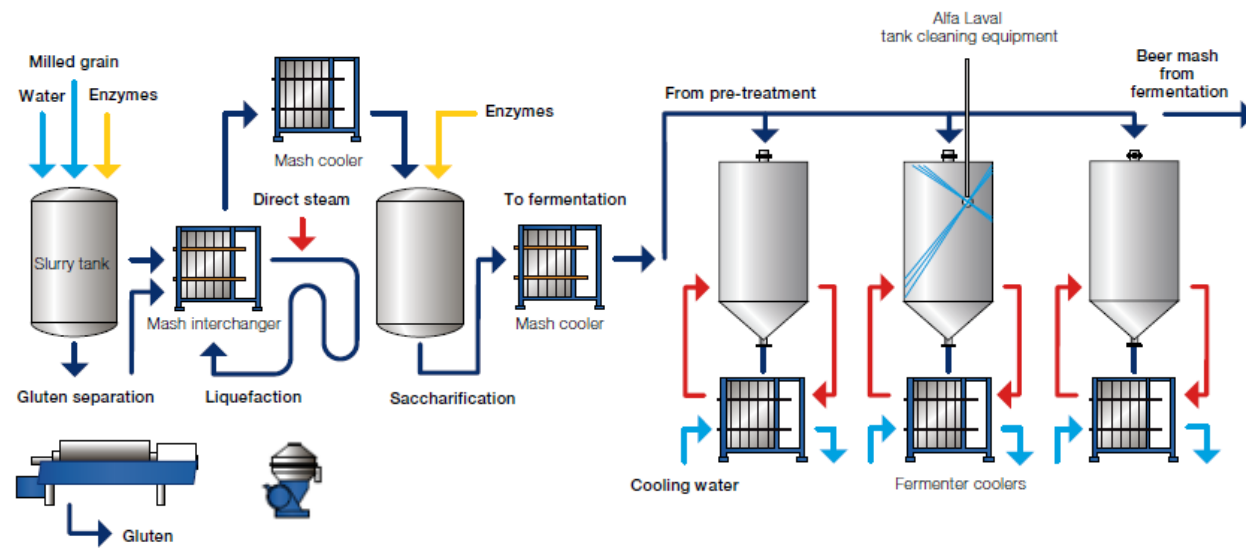 Alfa Laval
tank cleaning equipment
Milled grain
Water
Enzymes
Beer mash
from
fermentation
From pre-treatment
Enzymes
Mash cooler
Direct steam
To fermentation
Slurry tank
Mash interchanger
Mash cooler
Gluten separation
Liquefaction
Saccharification
Cooling water
Fermenter coolers
Gluten